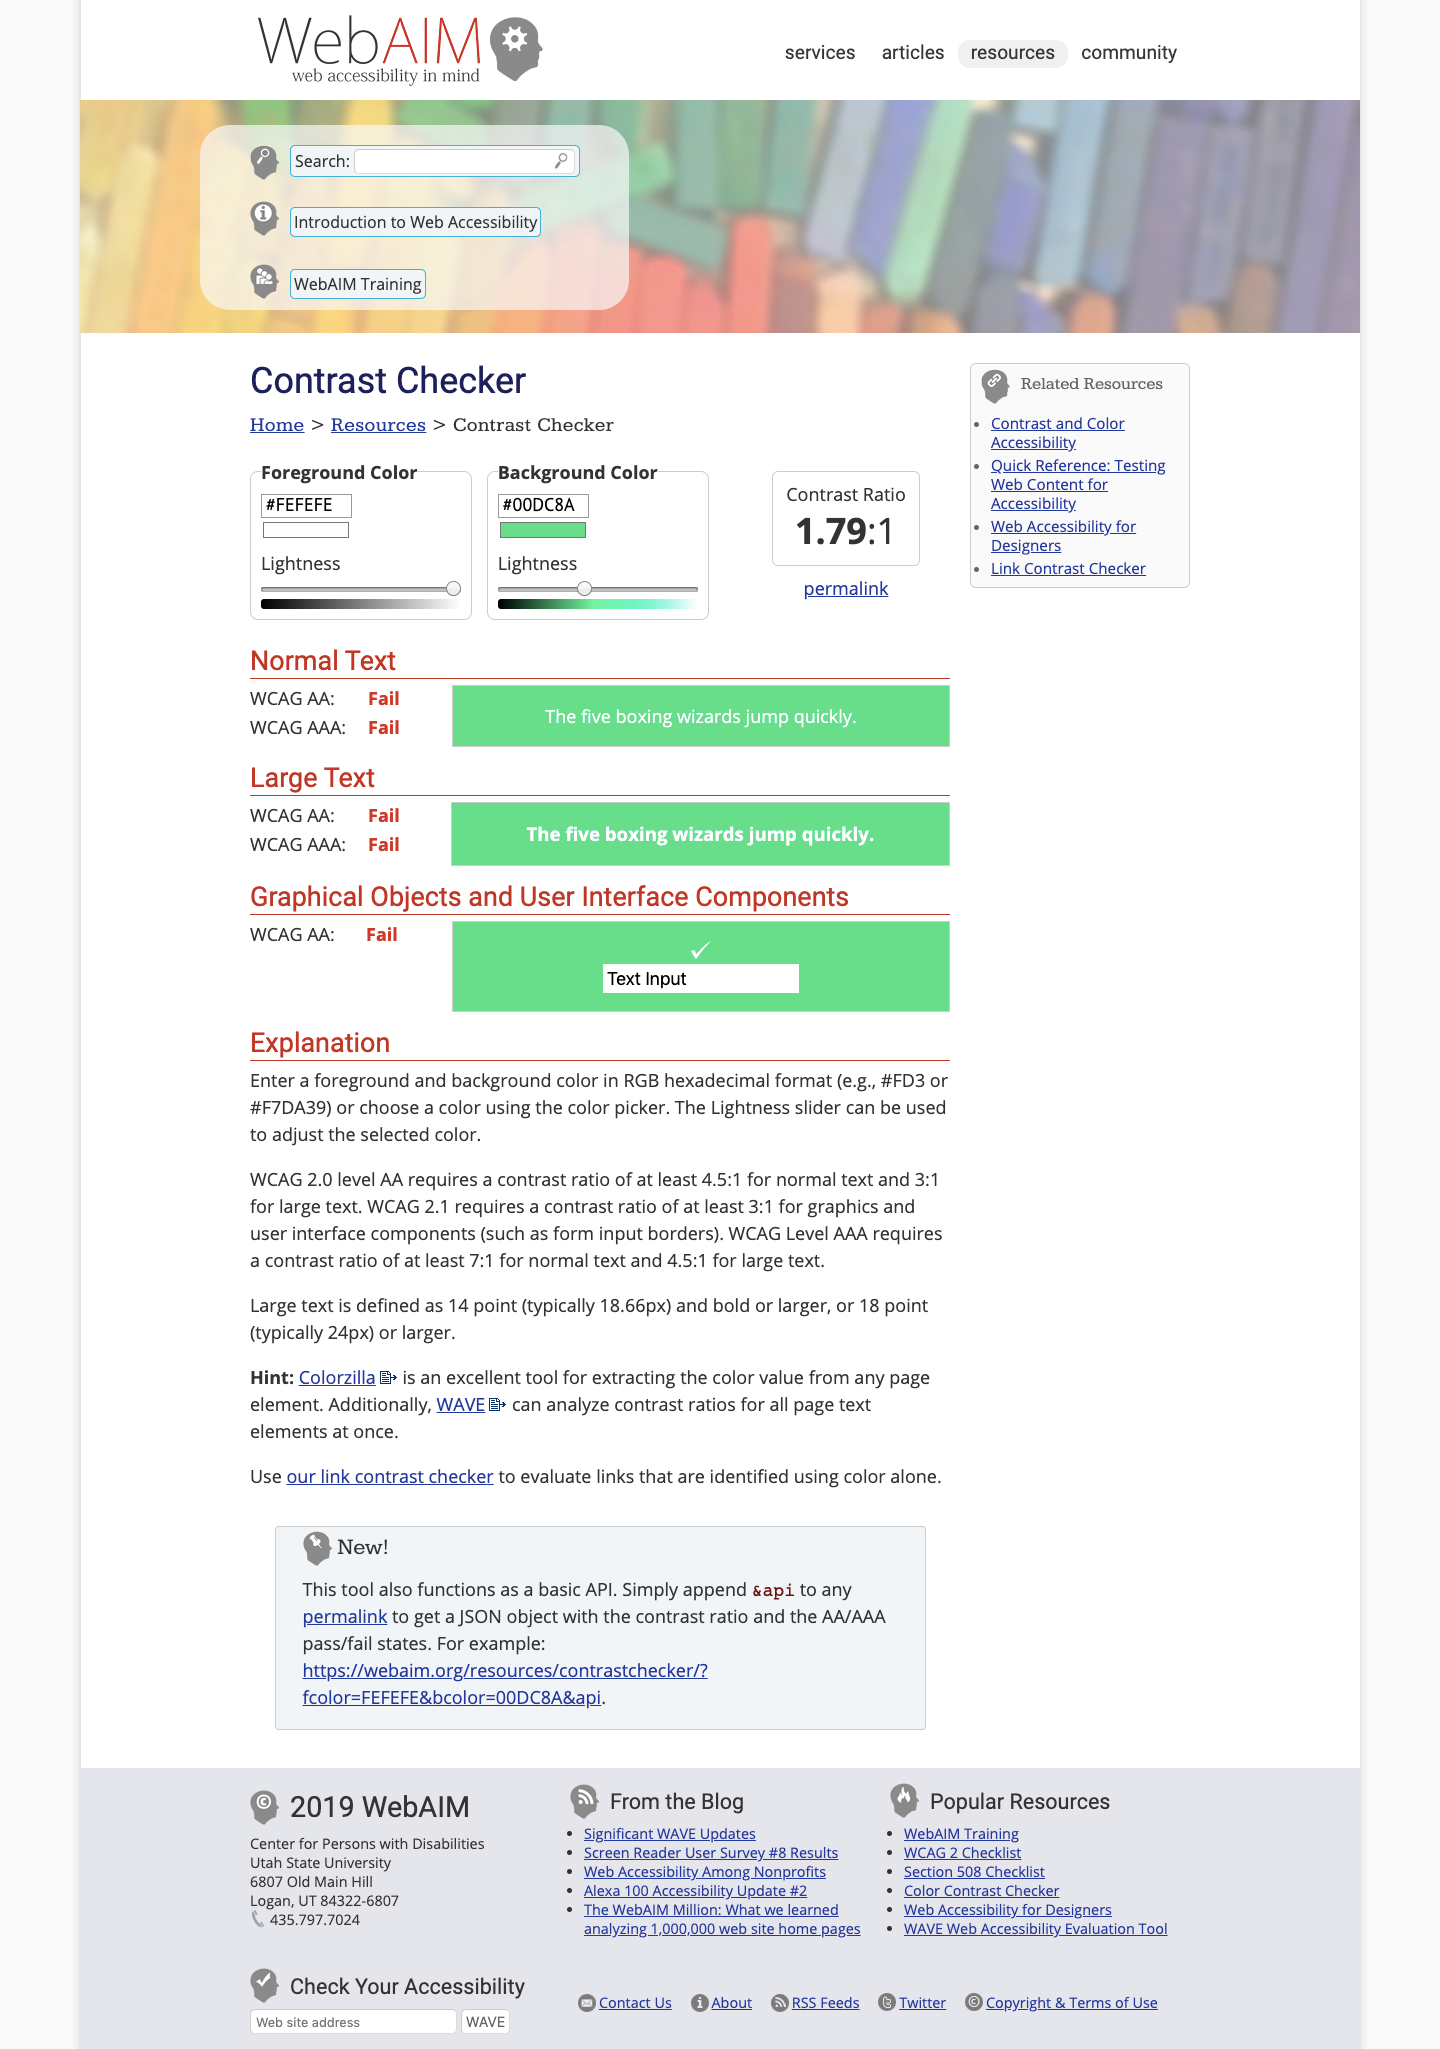 WebAIM
web accessibility in mind
services articles resources community
Search:
Introduction to Web Accessibility
WebAIM Training
Contrast Checker
Home > Resources > Contrast Checker
Foreground Color
#FEFEFE
Lightness
Background Color
#00DC8A
Lightness
Contrast Ratio
1.79:1
permalink
Related Resources
Contrast and Color
Accessibility
Quick Reference: Testing
Web Content for
Accessibility
Web Accessibility for
Designers
Link Contrast Checker
Normal Text
WCAG AA: Fail
WCAG AAA: Fail
The five boxing wizards jump quickly.
Large Text
WCAG AA: Fail
WCAG AAA: Fail
The five boxing wizards jump quickly.
Graphical Objects and User Interface Components
WCAG AA: Fail
✓
Text Input
Explanation
Enter a foreground and background color in RGB hexadecimal format (e.g., #FD3 or
#F7DA39) or choose a color using the color picker. The Lightness slider can be used
to adjust the selected color.
WCAG 2.0 level AA requires a contrast ratio of at least 4.5:1 for normal text and 3:1
for large text. WCAG 2.1 requires a contrast ratio of at least 3:1 for graphics and
user interface components (such as form input borders). WCAG Level AAA requires
a contrast ratio of at least 7:1 for normal text and 4.5:1 for large text.
Large text is defined as 14 point (typically 18.66px) and bold or larger, or 18 point
(typically 24px) or larger.
Hint: Colorzilla is an excellent tool for extracting the color value from any page
element. Additionally, WAVE can analyze contrast ratios for all page text
elements at once.
Use our link contrast checker to evaluate links that are identified using color alone.
New!
This tool also functions as a basic API. Simply append &api to any
permalink to get a JSON object with the contrast ratio and the AA/AAA
pass/fail states. For example:
https://webaim.org/resources/contrastchecker/?
fcolor=FEFEFE&bcolor=00DC8A&api.
© 2019 WebAIM
Center for Persons with Disabilities
Utah State University
6807 Old Main Hill
Logan, UT 84322-6807
435.797.7024
From the Blog
Significant WAVE Updates
Screen Reader User Survey #8 Results
Web Accessibility Among Nonprofits
Alexa 100 Accessibility Update #2
The WebAIM Million: What we learned
analyzing 1,000,000 web site home pages
Popular Resources
WebAIM Training
WCAG 2 Checklist
Section 508 Checklist
Color Contrast Checker
Web Accessibility for Designers
WAVE Web Accessibility Evaluation Tool
Check Your Accessibility
Web site address WAVE
Contact Us About RSS Feeds Twitter Copyright & Terms of Use